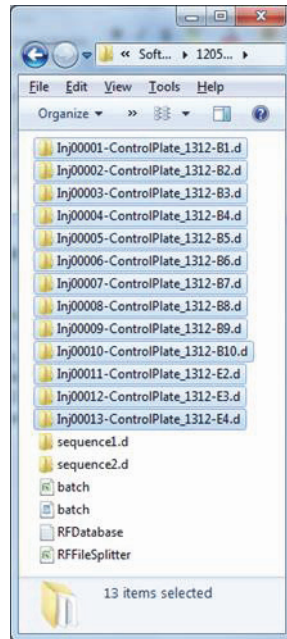 « Soft... ▸ 1205... ▸
File Edit View Tools Help
Organize ▾ »
Inj00001-ControlPlate_1312-B1.d
Inj00002-ControlPlate_1312-B2.d
Inj00003-ControlPlate_1312-B3.d
Inj00004-ControlPlate_1312-B4.d
Inj00005-ControlPlate_1312-B5.d
Inj00006-ControlPlate_1312-B6.d
Inj00007-ControlPlate_1312-B7.d
Inj00008-ControlPlate_1312-B8.d
Inj00009-ControlPlate_1312-B9.d
Inj00010-ControlPlate_1312-B10.d
Inj00011-ControlPlate_1312-E2.d
Inj00012-ControlPlate_1312-E3.d
Inj00013-ControlPlate_1312-E4.d
sequence1.d
sequence2.d
batch
batch
RFDatabase
RFFileSplitter
13 items selected